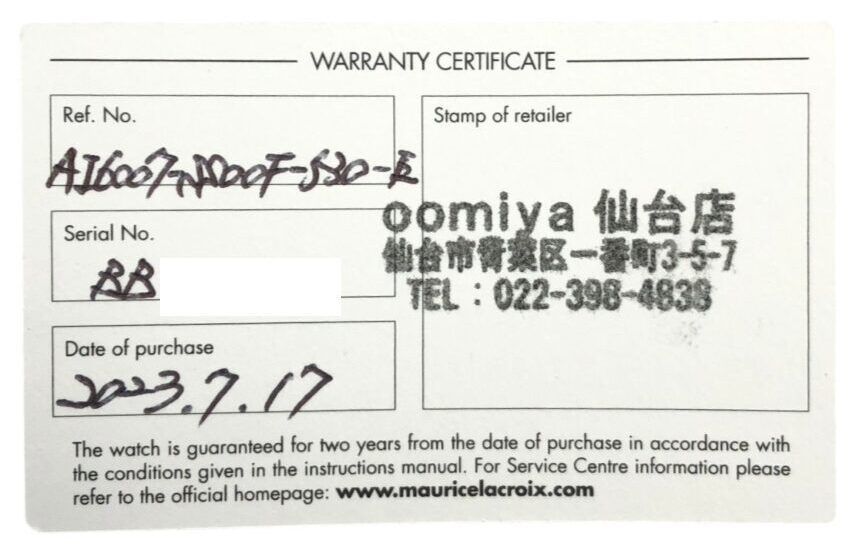 WARRANTY CERTIFICATE
Ref. No.
AI6007-SS00F-530-E
Serial No.
BB
Date of purchase
2023.7.17
Stamp of retailer
oomiya 仙台店
仙台市青葉区一番町3-5-7
TEL：022-398-4838
The watch is guaranteed for two years from the date of purchase in accordance with
the conditions given in the instructions manual. For Service Centre information please
refer to the official homepage: www.mauricelacroix.com